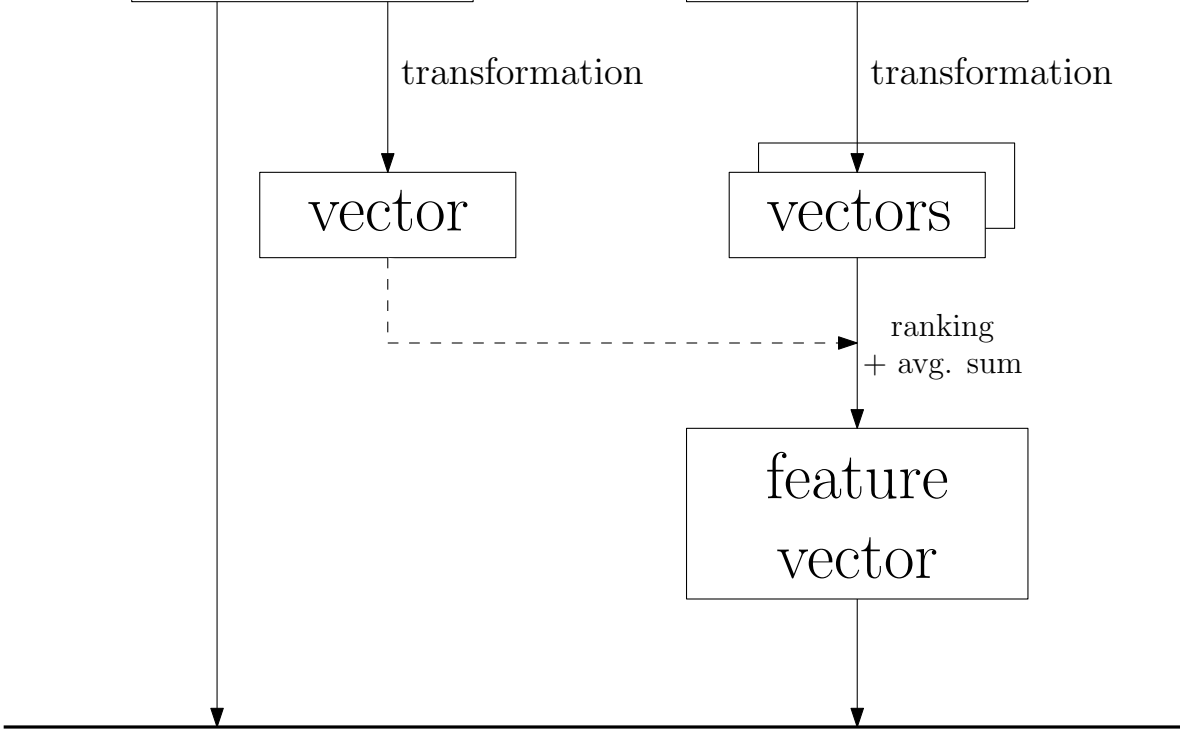 transformation
transformation
vector
vectors
ranking
+ avg. sum
feature
vector